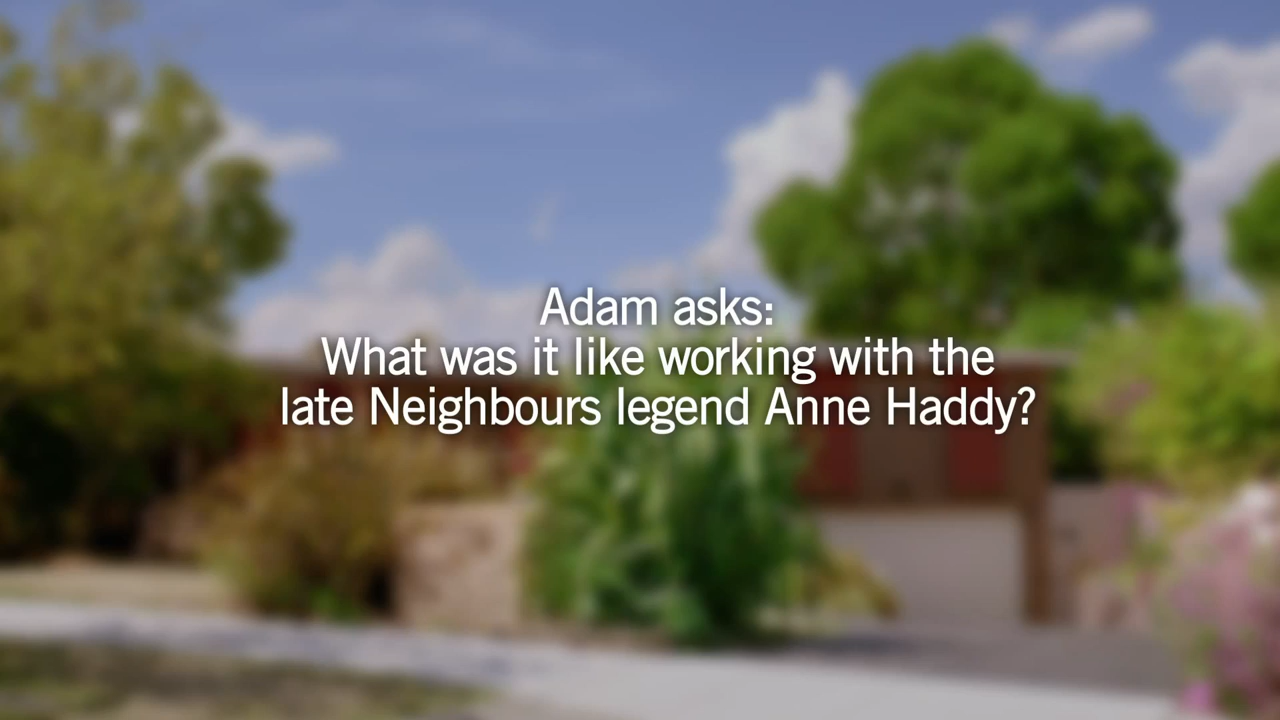 Adam asks:
What was it like working with the
late Neighbours legend Anne Haddy?